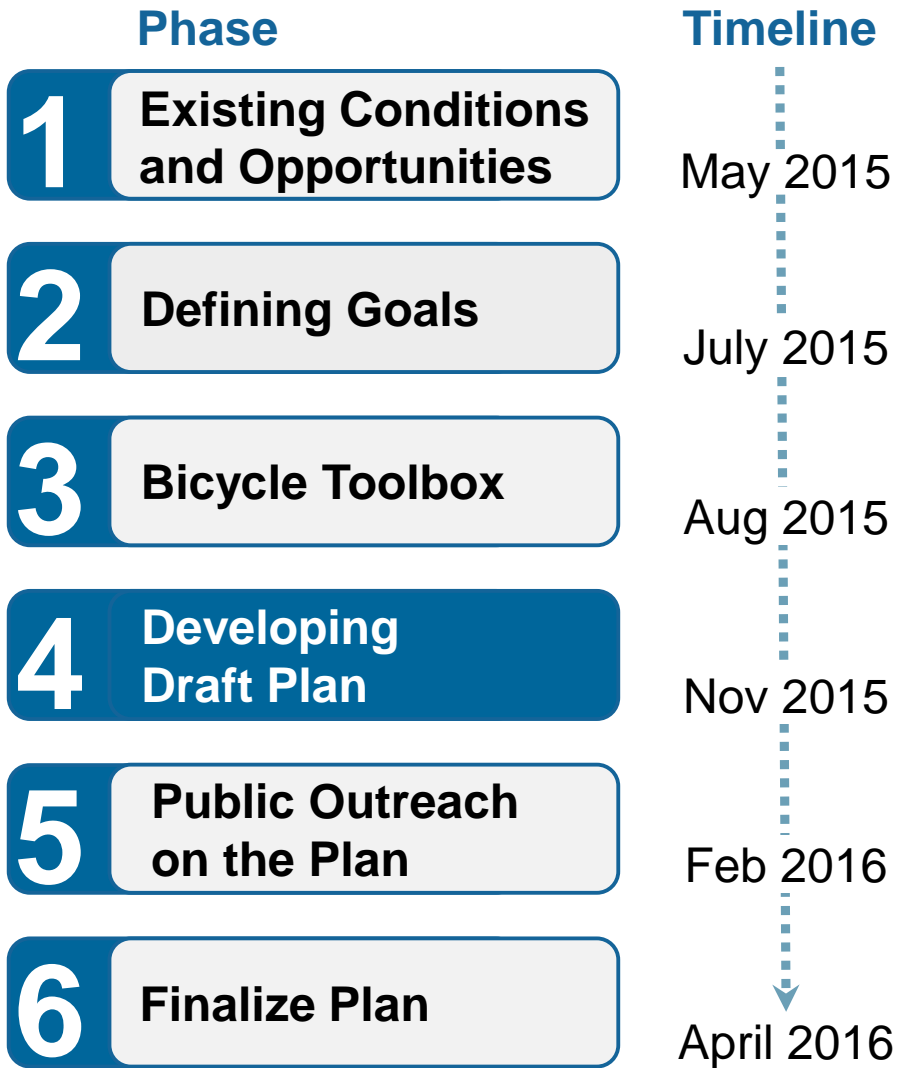 Phase Timeline
1 Existing Conditions
and Opportunities
May 2015
2 Defining Goals
July 2015
3 Bicycle Toolbox
Aug 2015
4 Developing
Draft Plan
Nov 2015
5 Public Outreach
on the Plan
Feb 2016
6 Finalize Plan
April 2016